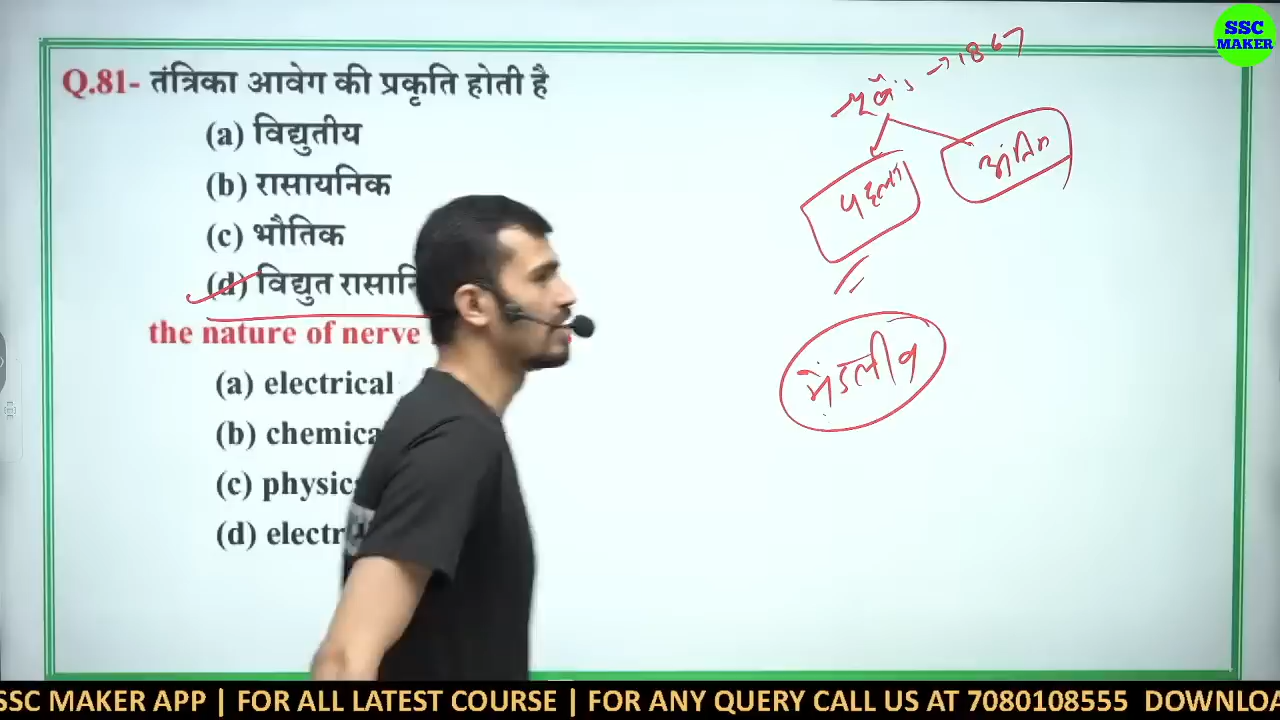 SSC
MAKER
Q.81- तंत्रिका आवेग की प्रकृति होती है
(a) विद्युतीय
(b) रासायनिक
(c) भौतिक
(d) विद्युत रासानि
the nature of nerve
(a) electrical
(b) chemica
(c) physic
(d) electr
→ 1867
पहला
अंतिम
मेंडलीव
SSC MAKER APP | FOR ALL LATEST COURSE | FOR ANY QUERY CALL US AT 7080108555 DOWNLOA